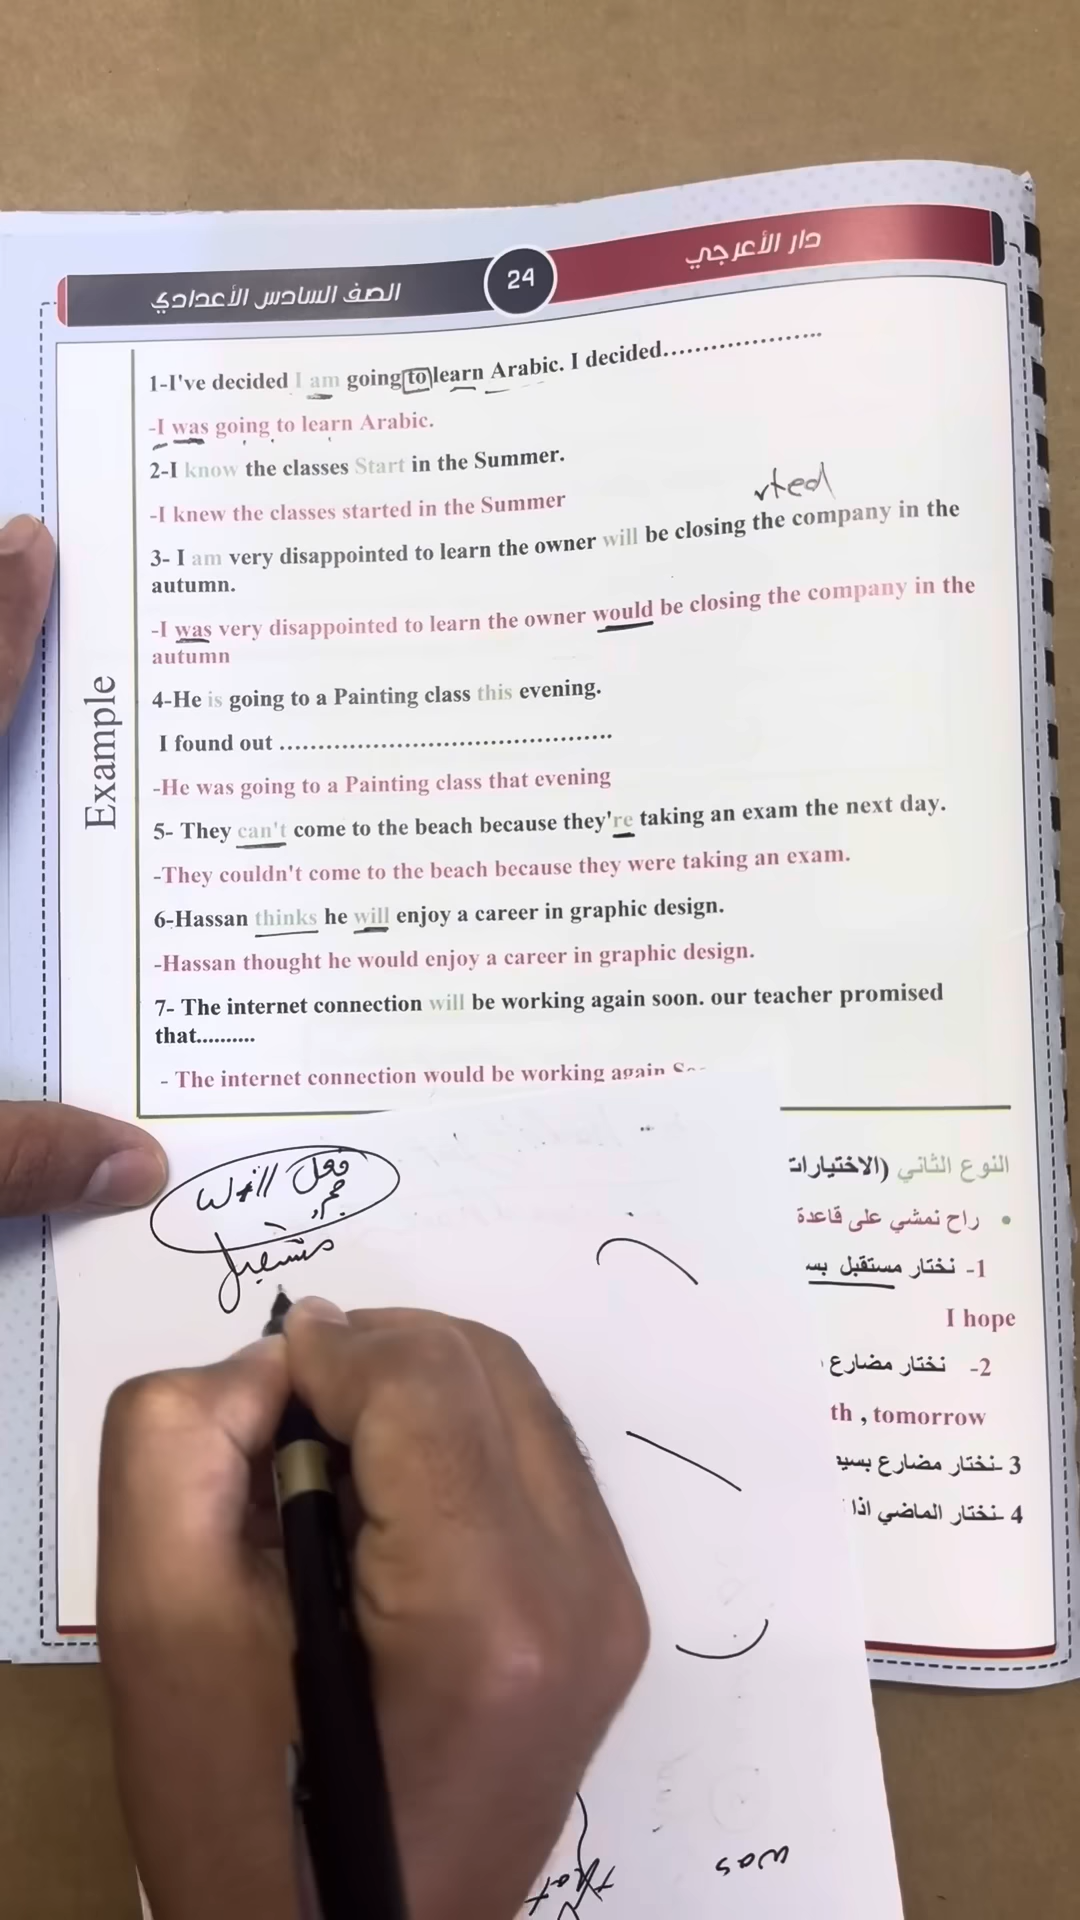 دار الأعرجي
24
الصف السادس الأعدادي
1-I've decided I am going to learn Arabic. I decided.....................
-I was going to learn Arabic.
2-I know the classes Start in the Summer.
rted
-I knew the classes started in the Summer
3- I am very disappointed to learn the owner will be closing the company in the
autumn.
-I was very disappointed to learn the owner would be closing the company in the
autumn
4-He is going to a Painting class this evening.
I found out ...........................................
-He was going to a Painting class that evening
5- They can't come to the beach because they're taking an exam the next day.
-They couldn't come to the beach because they were taking an exam.
6-Hassan thinks he will enjoy a career in graphic design.
-Hassan thought he would enjoy a career in graphic design.
7- The internet connection will be working again soon. our teacher promised
that..........
- The internet connection would be working again
Example
النوع الثاني (الاختيارات
• راح نمشي على قاعدة
1- نختار مستقبل بس
I hope
2- نختار مضارع
th , tomorrow
3 -نختار مضارع بسيط
4 -نختار الماضي اذا
will فعل
مجرد
مستقبل
was
that